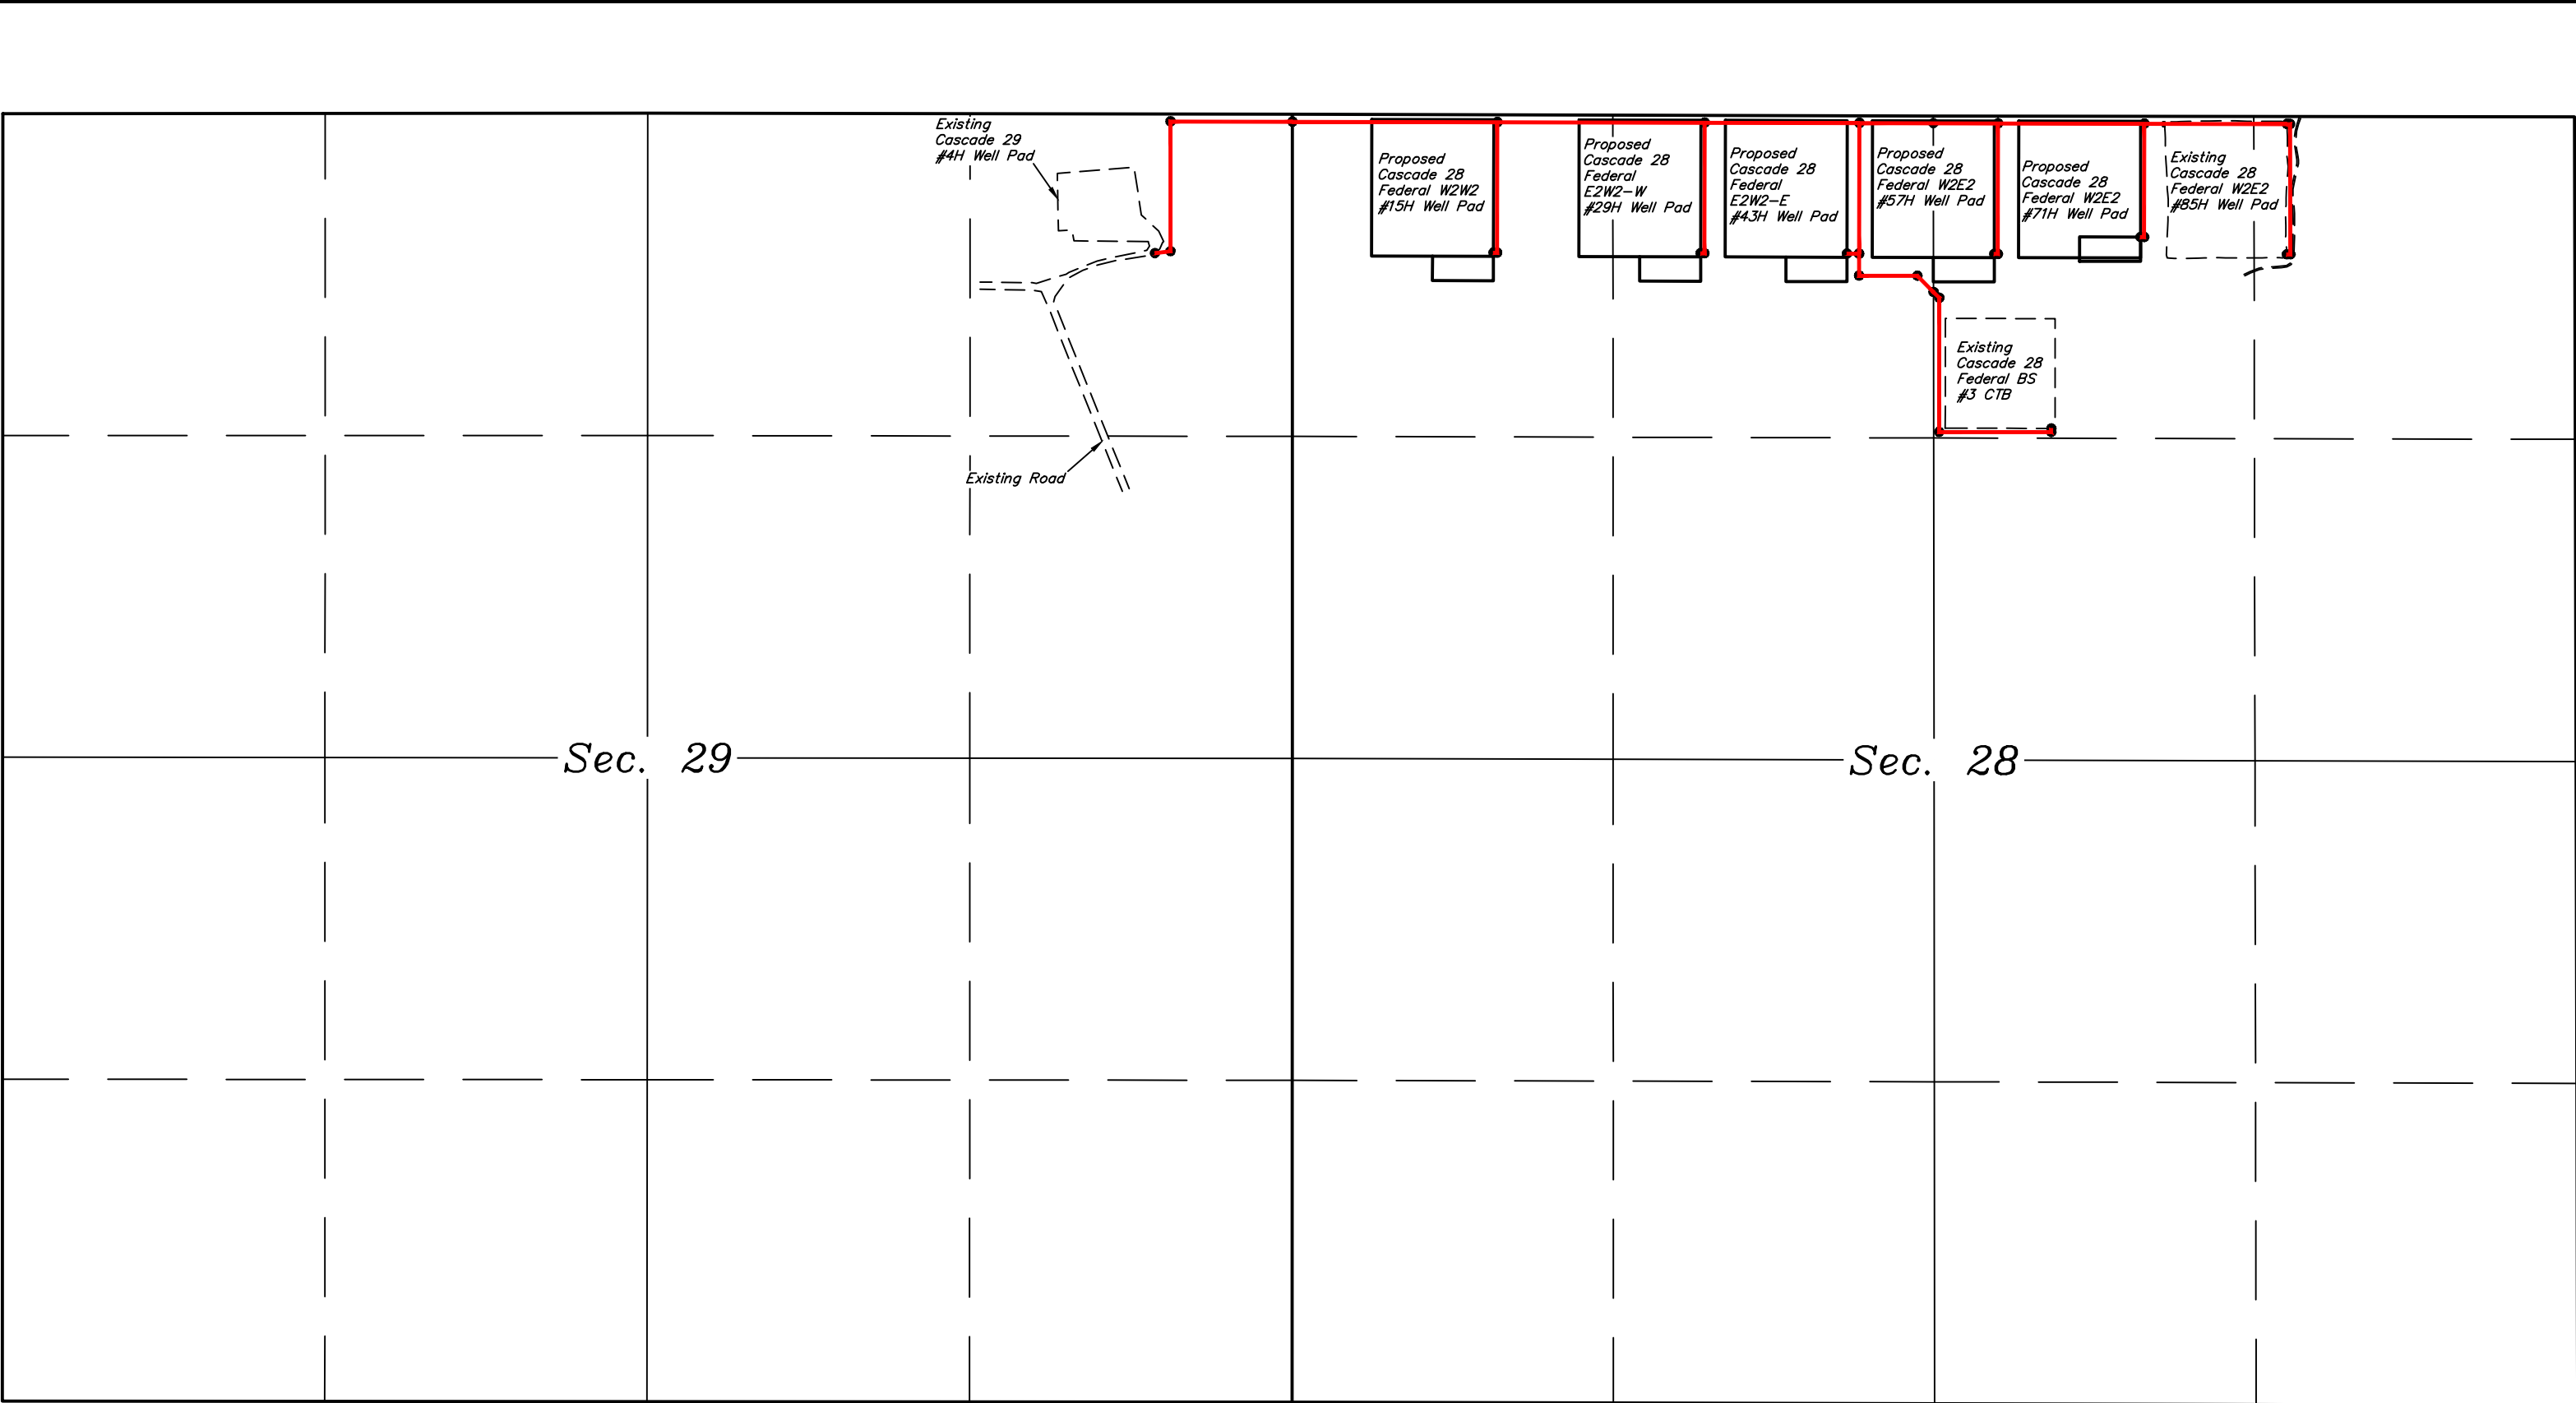 Existing
Cascade 29
#4H Well Pad
Proposed
Cascade 28
Federal W2W2
#15H Well Pad
Proposed
Cascade 28
Federal
E2W2-W
#29H Well Pad
Proposed
Cascade 28
Federal
E2W2-E
#43H Well Pad
Proposed
Cascade 28
Federal W2E2
#57H Well Pad
Proposed
Cascade 28
Federal W2E2
#71H Well Pad
Existing
Cascade 28
Federal W2E2
#85H Well Pad
Existing
Cascade 28
Federal BS
#3 CTB
Existing Road
Sec. 29
Sec. 28